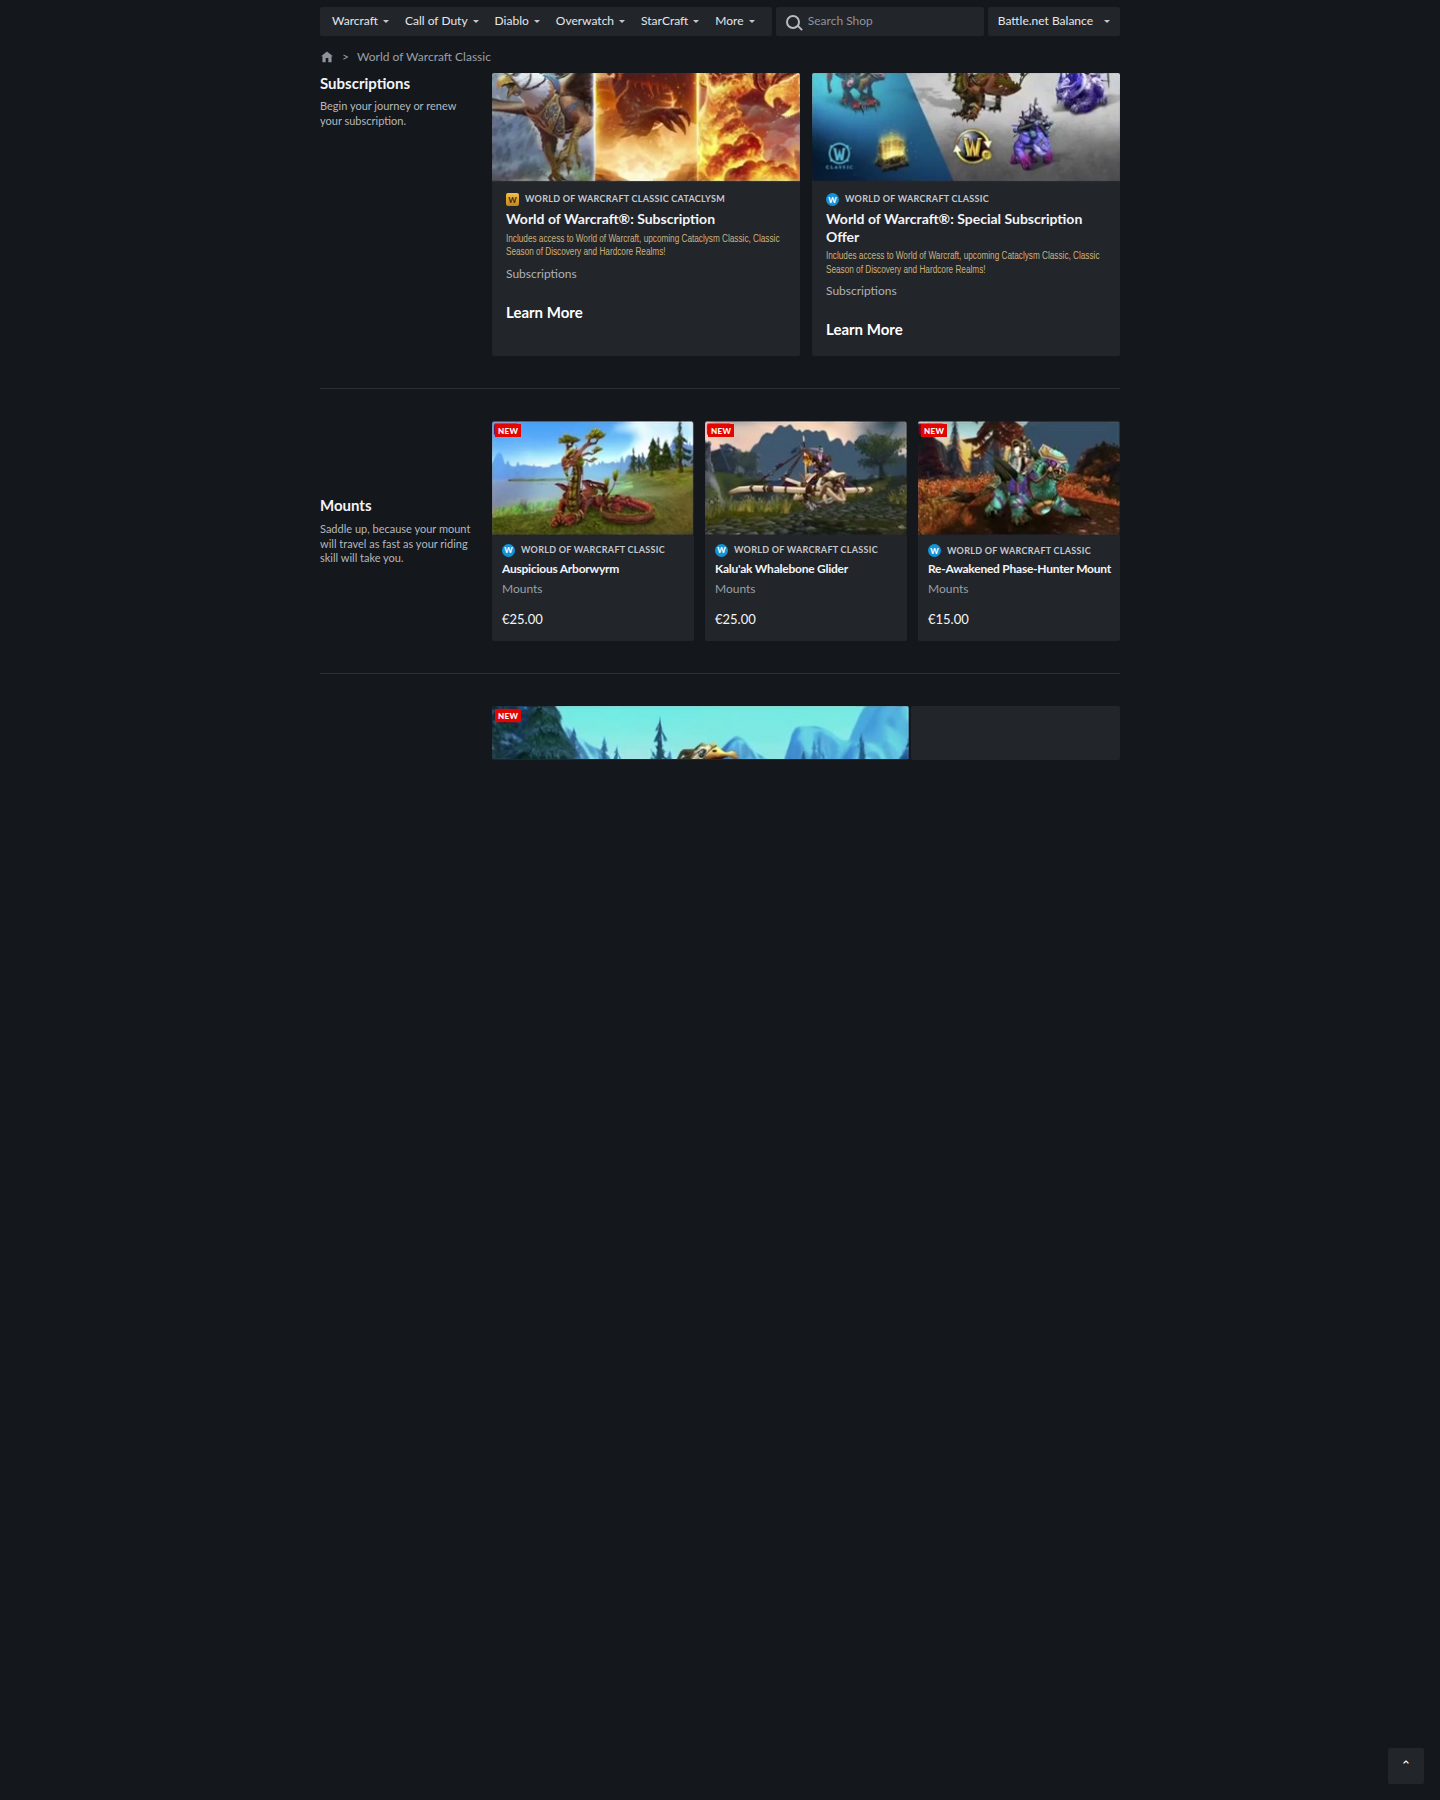 Warcraft Call of Duty Diablo Overwatch StarCraft More Search Shop Battle.net Balance
> World of Warcraft Classic
Subscriptions
Begin your journey or renew
your subscription.
W
CLASSIC
W
W WORLD OF WARCRAFT CLASSIC CATACLYSM
World of Warcraft®: Subscription
Includes access to World of Warcraft, upcoming Cataclysm Classic, Classic
Season of Discovery and Hardcore Realms!
Subscriptions
Learn More
W WORLD OF WARCRAFT CLASSIC
World of Warcraft®: Special Subscription
Offer
Includes access to World of Warcraft, upcoming Cataclysm Classic, Classic
Season of Discovery and Hardcore Realms!
Subscriptions
Learn More
Mounts
Saddle up, because your mount
will travel as fast as your riding
skill will take you.
NEW
W WORLD OF WARCRAFT CLASSIC
Auspicious Arborwyrm
Mounts
€25.00
NEW
W WORLD OF WARCRAFT CLASSIC
Kalu'ak Whalebone Glider
Mounts
€25.00
NEW
W WORLD OF WARCRAFT CLASSIC
Re-Awakened Phase-Hunter Mount
Mounts
€15.00
NEW